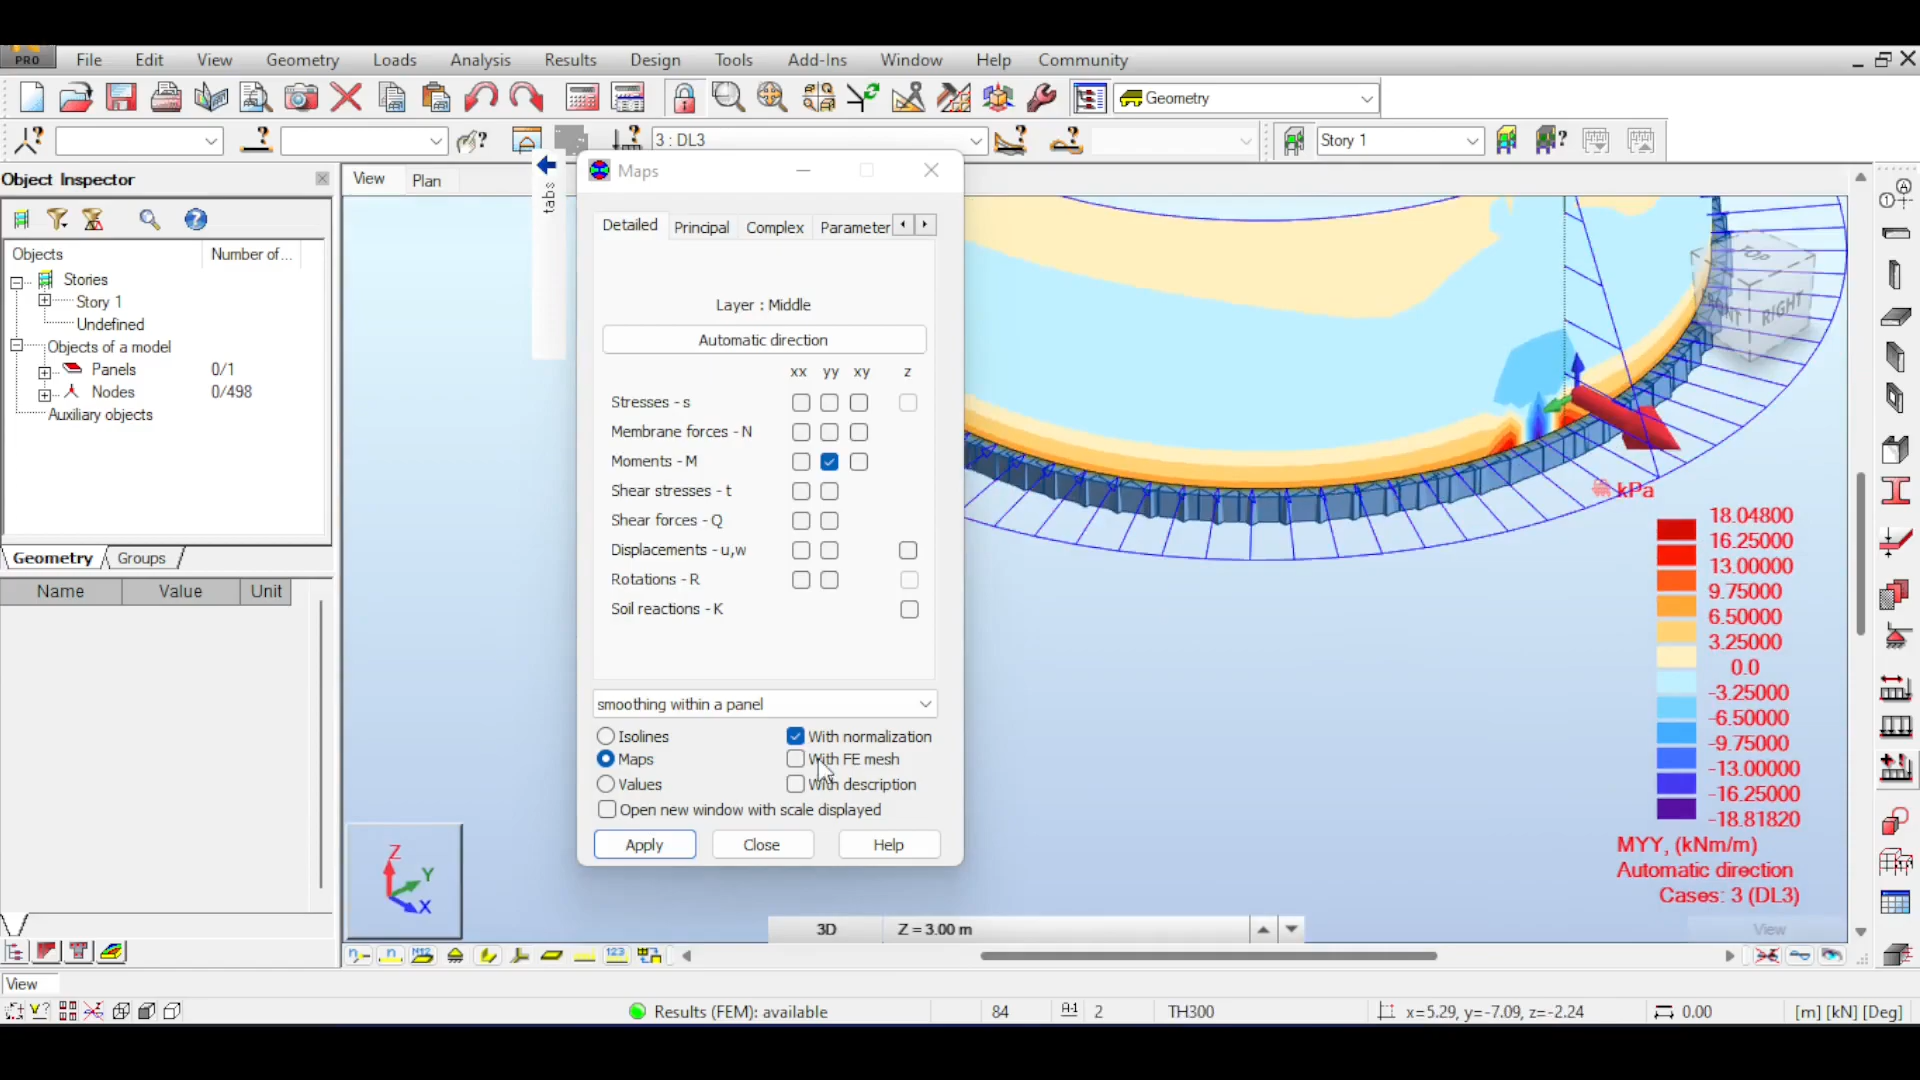 PRO
File Edit View Geometry Loads Analysis Results Design Tools Add-Ins Window Help Community
Geometry
3 : DL3
Story 1
Object Inspector
Objects Number of...
Stories
Story 1
Undefined
Objects of a model
Panels 0/1
Nodes 0/498
Auxiliary objects
Geometry Groups
Name Value Unit
View
View Plan
tabs
Maps
Detailed Principal Complex Parameter
Layer : Middle
Automatic direction
xx yy xy z
Stresses - s
Membrane forces - N
Moments - M
Shear stresses - t
Shear forces - Q
Displacements - u,w
Rotations - R
Soil reactions - K
smoothing within a panel
Isolines With normalization
Maps With FE mesh
Values With description
Open new window with scale displayed
Apply Close Help
RIGHT
kPa
18.04800
16.25000
13.00000
9.75000
6.50000
3.25000
0.0
-3.25000
-6.50000
-9.75000
-13.00000
-16.25000
-18.81820
MYY, (kNm/m)
Automatic direction
Cases: 3 (DL3)
View
Z
Y
X
3D Z = 3.00 m
Results (FEM): available 84 2 TH300 x=5.29, y=-7.09, z=-2.24 0.00 [m] [kN] [Deg]